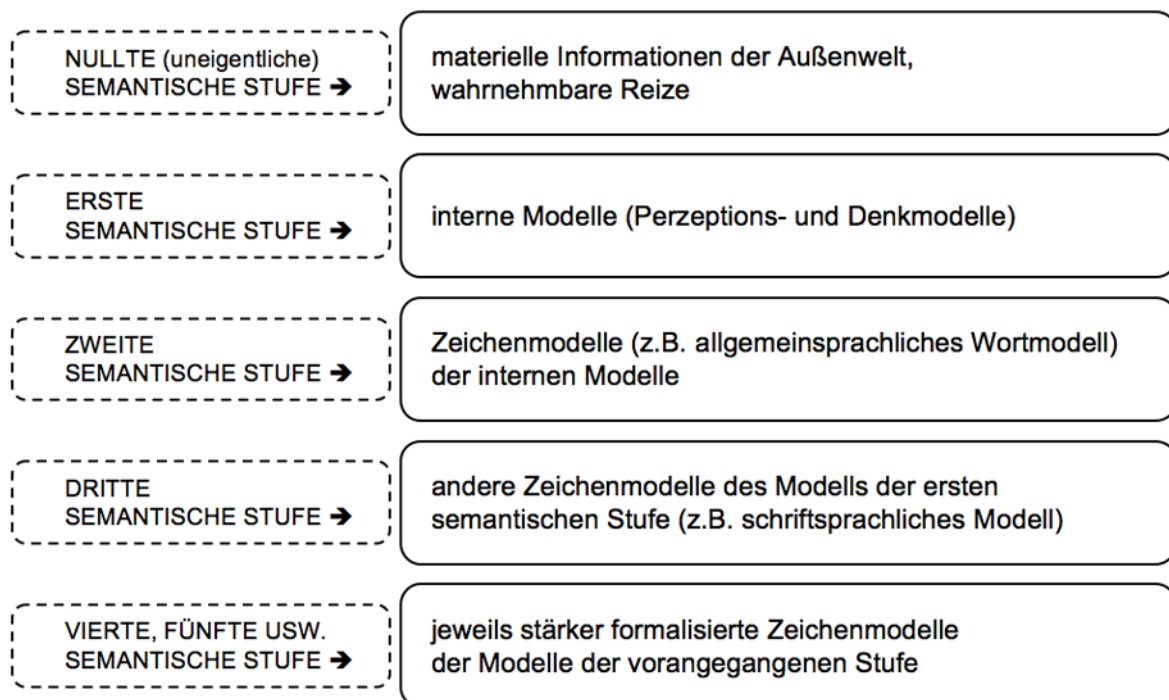 NULLTE (uneigentliche)
SEMANTISCHE STUFE ➔
materielle Informationen der Außenwelt,
wahrnehmbare Reize
ERSTE
SEMANTISCHE STUFE ➔
interne Modelle (Perzeptions- und Denkmodelle)
ZWEITE
SEMANTISCHE STUFE ➔
Zeichenmodelle (z.B. allgemeinsprachliches Wortmodell)
der internen Modelle
DRITTE
SEMANTISCHE STUFE ➔
andere Zeichenmodelle des Modells der ersten
semantischen Stufe (z.B. schriftsprachliches Modell)
VIERTE, FÜNFTE USW.
SEMANTISCHE STUFE ➔
jeweils stärker formalisierte Zeichenmodelle
der Modelle der vorangegangenen Stufe